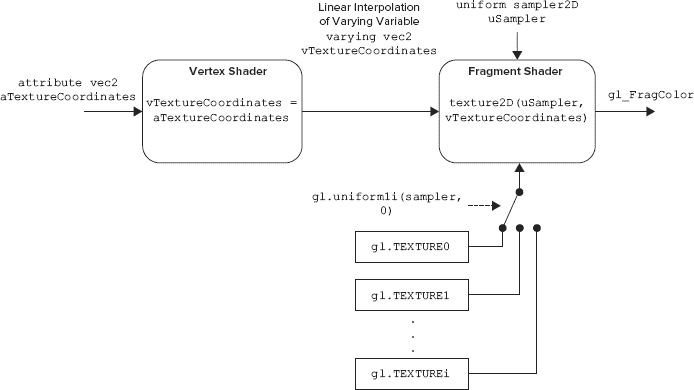 Linear Interpolation
of Varying Variable
varying vec2
vTextureCoordinates
uniform sampler2D
uSampler
attribute vec2
aTextureCoordinates
Vertex Shader
vTextureCoordinates =
aTextureCoordinates
Fragment Shader
texture2D(uSampler,
vTextureCoordinates)
gl_FragColor
gl.uniform1i(sampler,
0)
gl.TEXTURE0
gl.TEXTURE1
.
.
.
gl.TEXTUREi